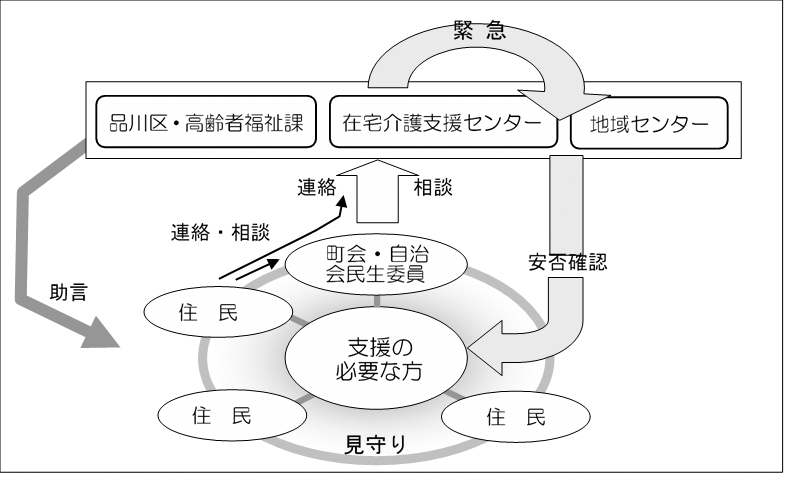 緊 急
品川区・高齢者福祉課
在宅介護支援センター
地域センター
連絡
相談
連絡・相談
町会・自治
会民生委員
安否確認
助言
住 民
支援の
必要な方
住 民
住 民
見守り